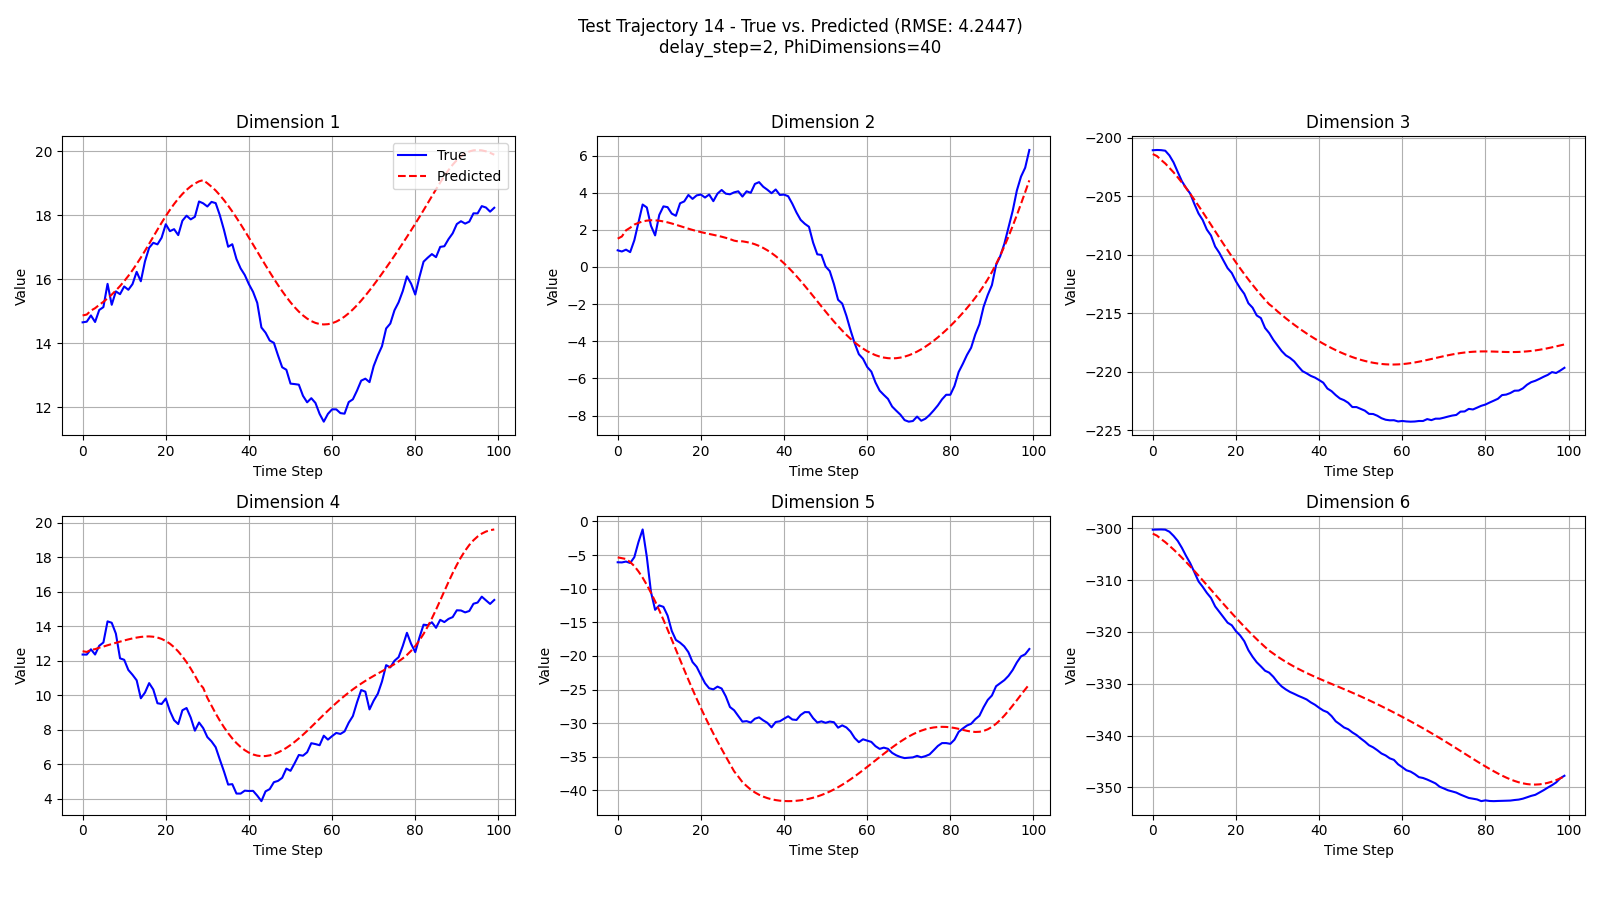 Test Trajectory 14 - True vs. Predicted (RMSE: 4.2447)
delay_step=2, PhiDimensions=40
Dimension 1
20
18
16
14
12
Value
0 20 40 60 80 100
Time Step
True
Predicted
Dimension 2
6
4
2
0
−2
−4
−6
−8
Value
0 20 40 60 80 100
Time Step
Dimension 3
−200
−205
−210
−215
−220
−225
Value
0 20 40 60 80 100
Time Step
Dimension 4
20
18
16
14
12
10
8
6
4
Value
0 20 40 60 80 100
Time Step
Dimension 5
0
−5
−10
−15
−20
−25
−30
−35
−40
Value
0 20 40 60 80 100
Time Step
Dimension 6
−300
−310
−320
−330
−340
−350
Value
0 20 40 60 80 100
Time Step